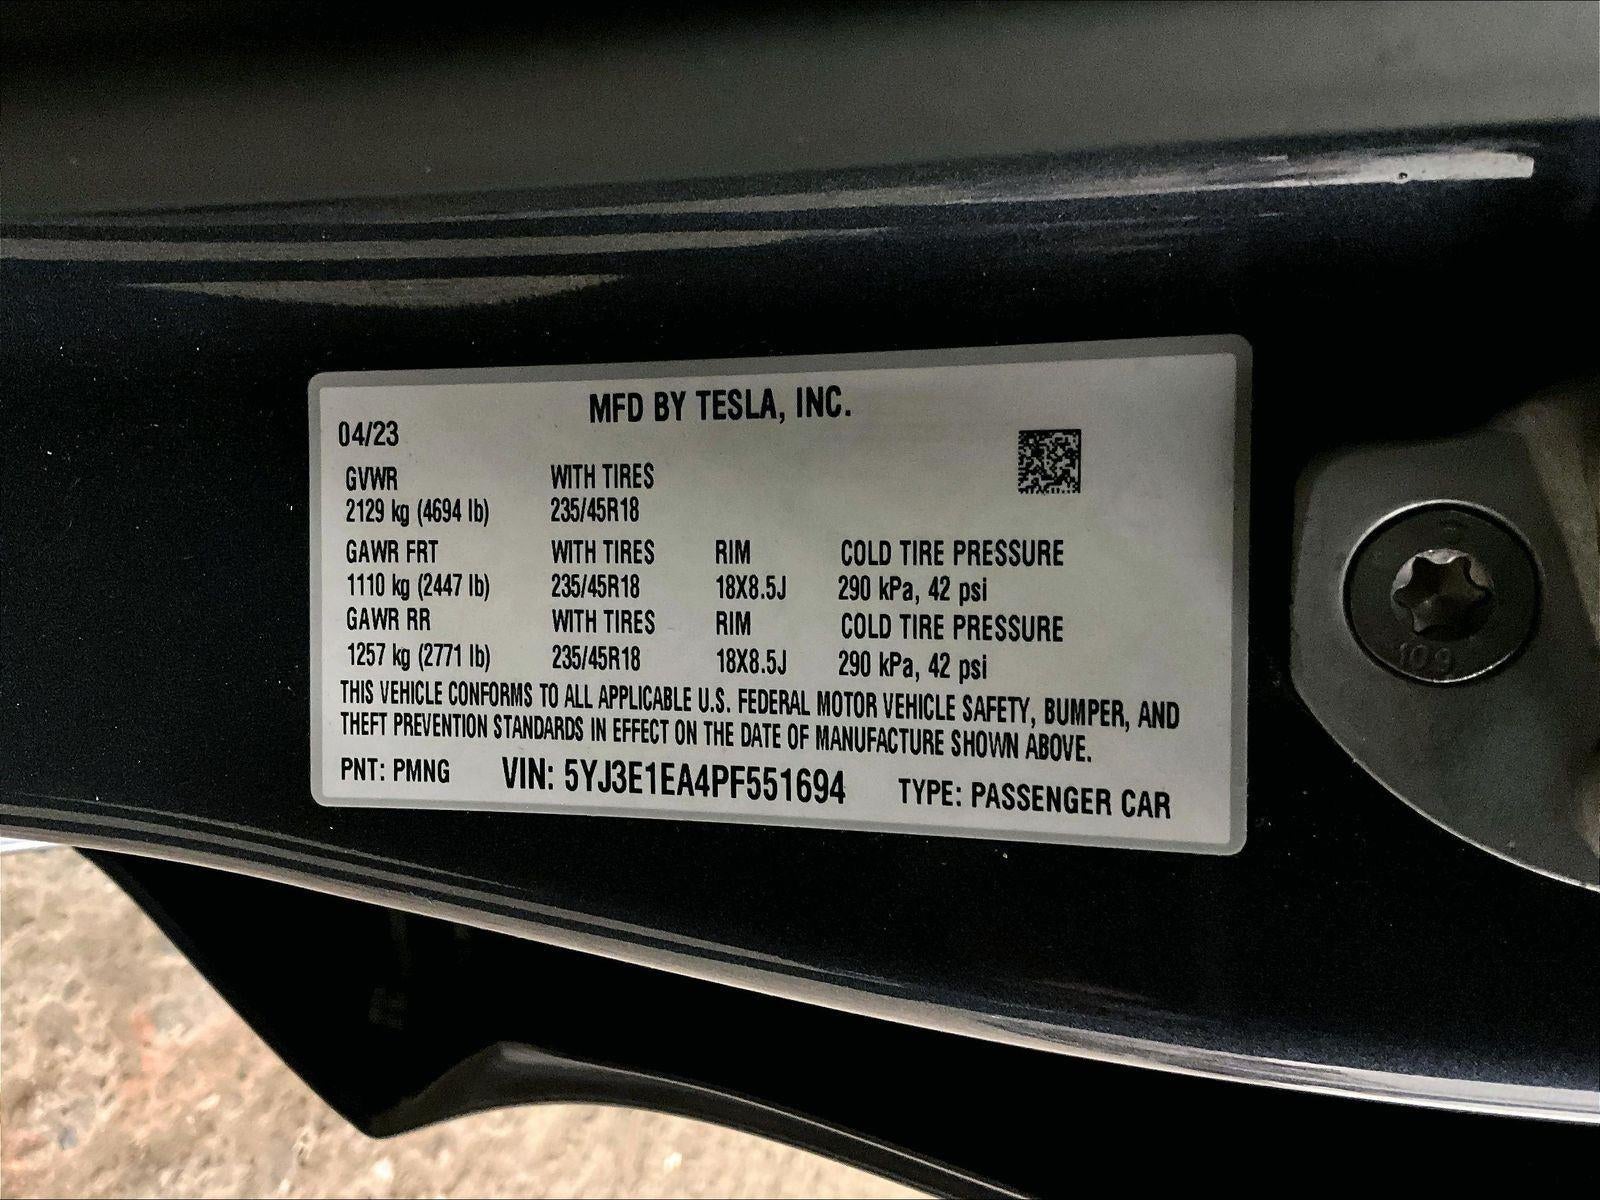 MFD BY TESLA, INC.
04/23
GVWR WITH TIRES
2129 kg (4694 lb) 235/45R18
GAWR FRT WITH TIRES RIM COLD TIRE PRESSURE
1110 kg (2447 lb) 235/45R18 18X8.5J 290 kPa, 42 psi
GAWR RR WITH TIRES RIM COLD TIRE PRESSURE
1257 kg (2771 lb) 235/45R18 18X8.5J 290 kPa, 42 psi
THIS VEHICLE CONFORMS TO ALL APPLICABLE U.S. FEDERAL MOTOR VEHICLE SAFETY, BUMPER, AND
THEFT PREVENTION STANDARDS IN EFFECT ON THE DATE OF MANUFACTURE SHOWN ABOVE.
PNT: PMNG VIN: 5YJ3E1EA4PF551694 TYPE: PASSENGER CAR
10 9